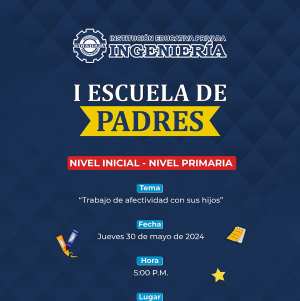 INSTITUCIÓN EDUCATIVA PRIVADA
INGENIERÍA
INGENIERÍA
I ESCUELA DE
PADRES
NIVEL INICIAL - NIVEL PRIMARIA
Tema
“Trabajo de afectividad con sus hijos”
Fecha
Jueves 30 de mayo de 2024
Hora
5:00 P.M.
Lugar